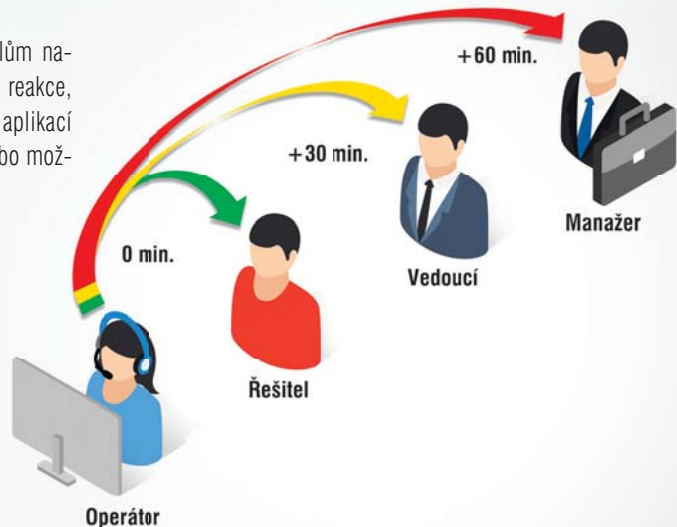 lům na-
reakce,
aplikací
bo mož-
+60 min.
+30 min.
0 min.
Manažer
Vedoucí
Řešitel
Operátor